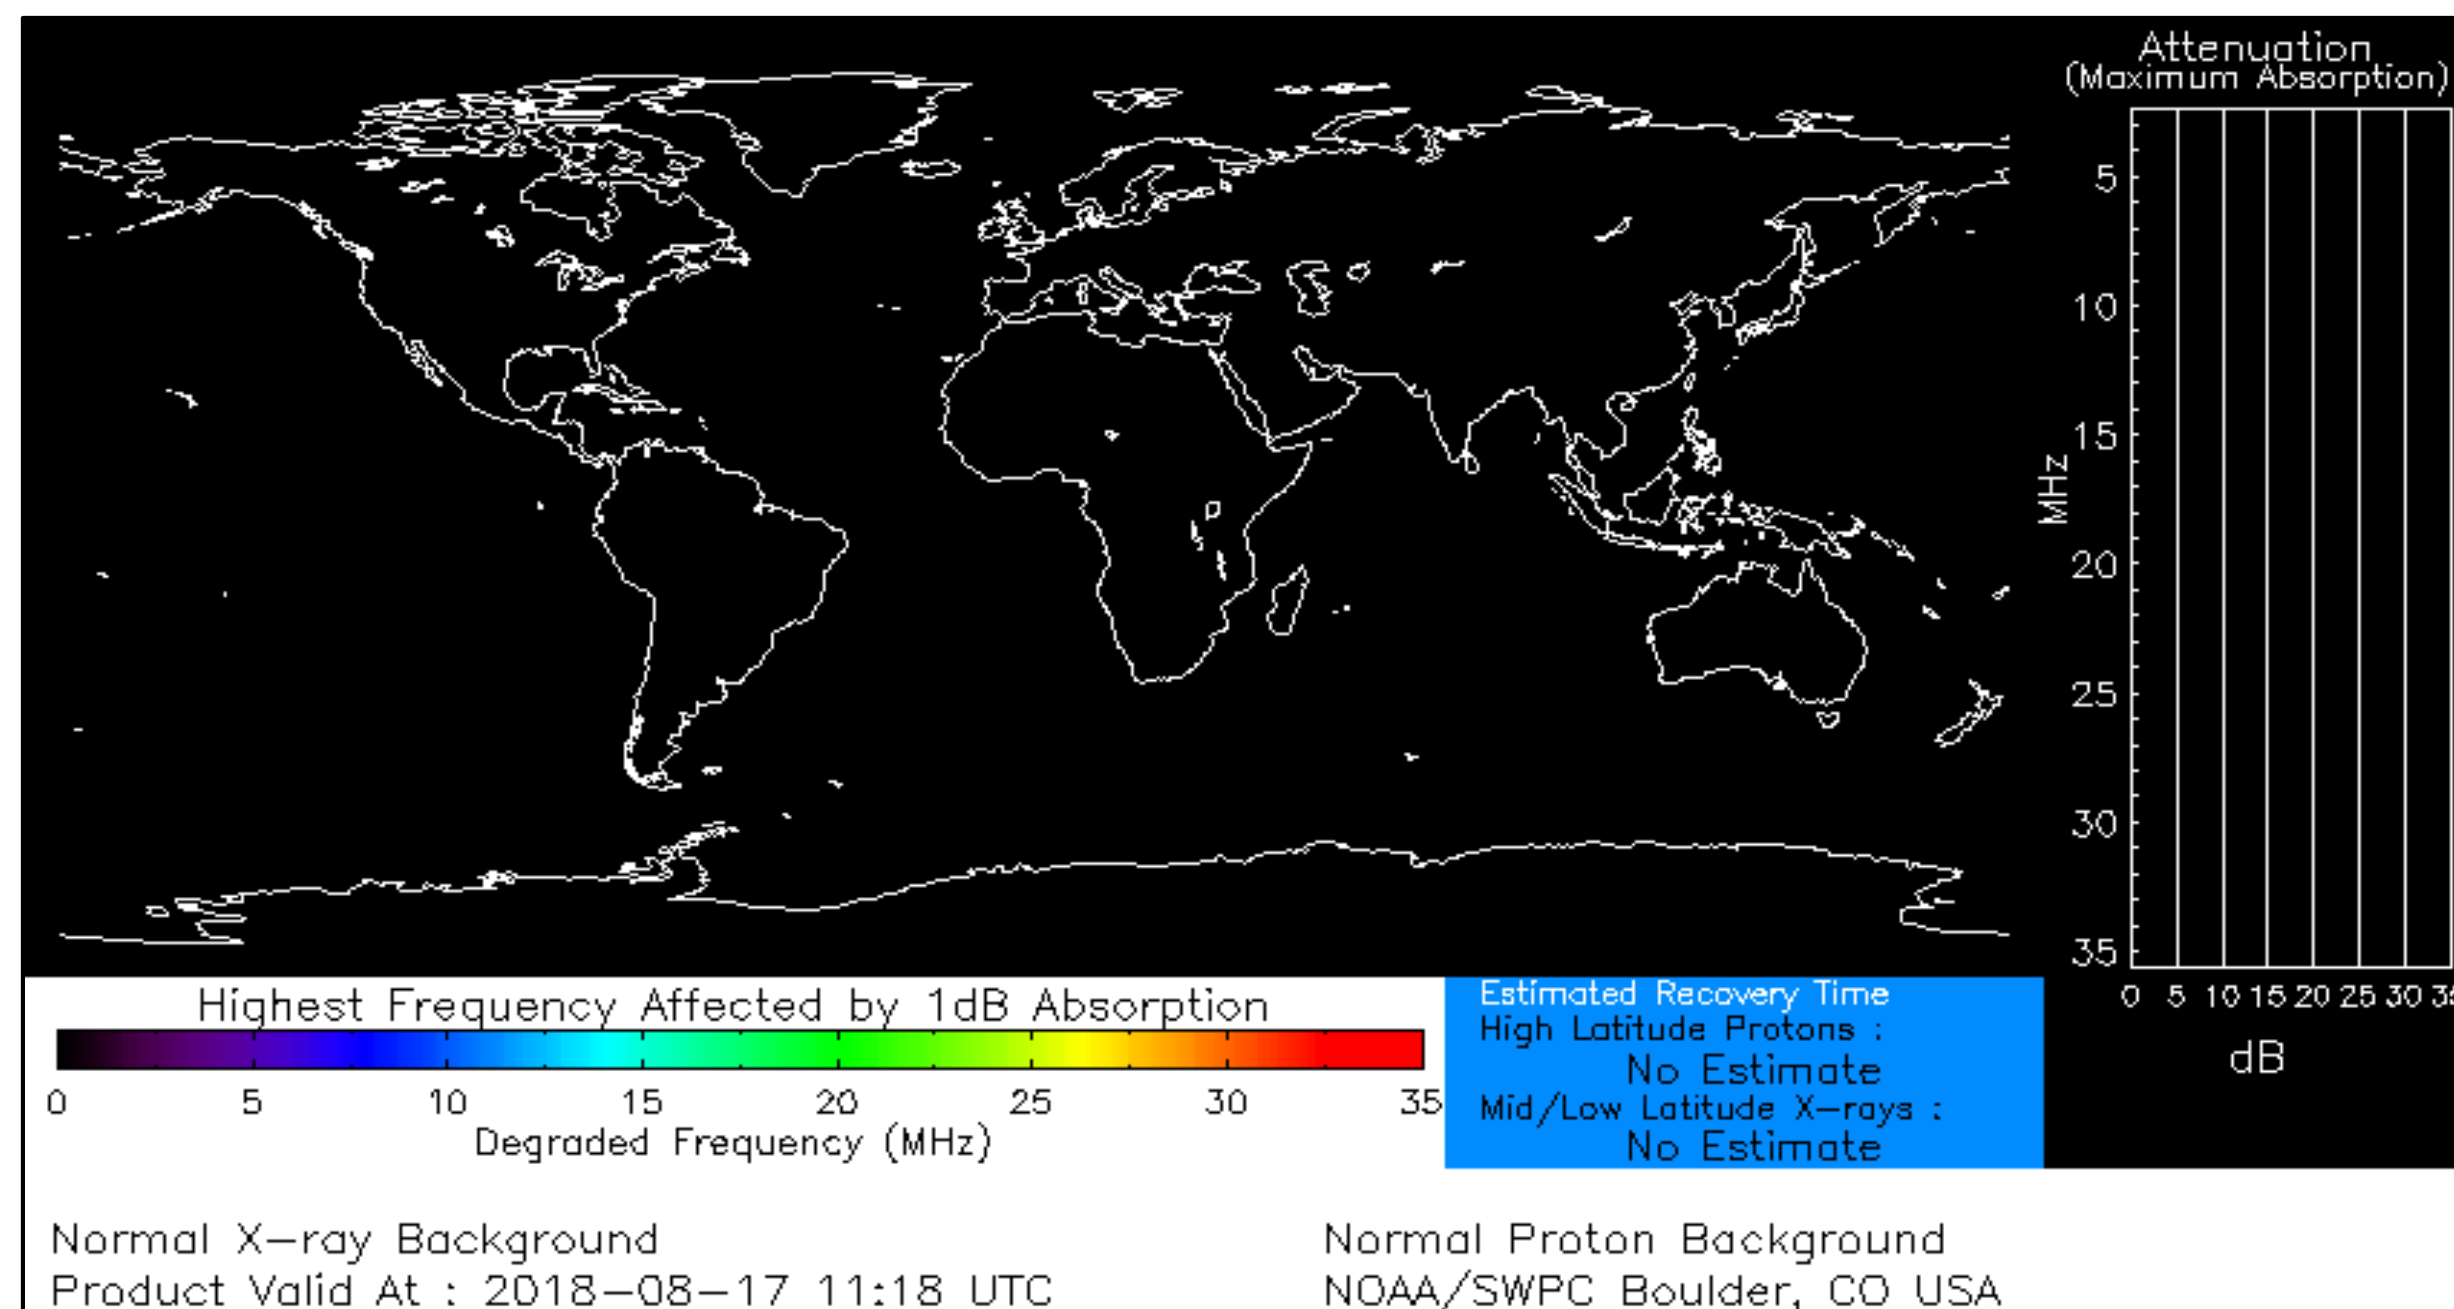 Attenuation
(Maximum Absorption)
5
10
15
20
25
30
35
MHz
0 5 10 15 20 25 30
dB
Highest Frequency Affected by 1dB Absorption
0 5 10 15 20 25 30 35
Degraded Frequency (MHz)
Estimated Recovery Time
High Latitude Protons :
No Estimate
Mid/Low Latitude X-rays :
No Estimate
Normal X-ray Background
Normal Proton Background
Product Valid At : 2018-08-17 11:18 UTC
NOAA/SWPC Boulder, CO USA